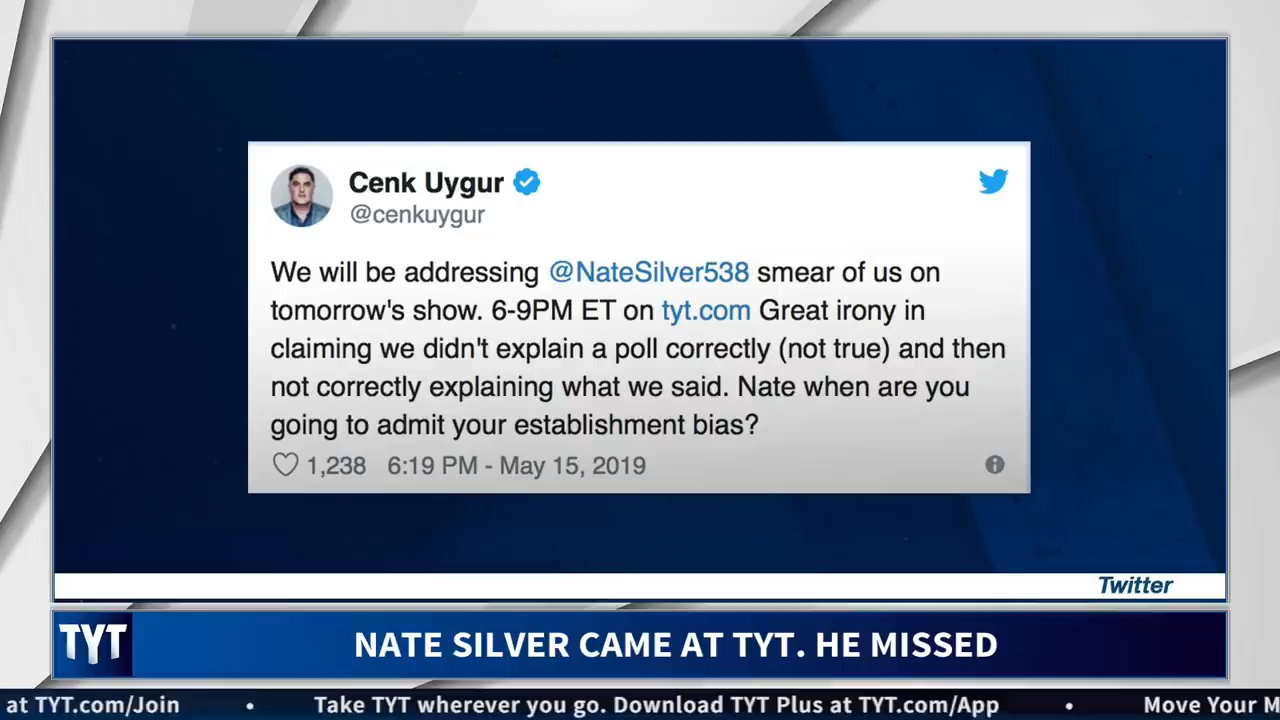 Cenk Uygur
@cenkuygur
We will be addressing @NateSilver538 smear of us on
tomorrow's show. 6-9PM ET on tyt.com Great irony in
claiming we didn't explain a poll correctly (not true) and then
not correctly explaining what we said. Nate when are you
going to admit your establishment bias?
1,238 6:19 PM - May 15, 2019
Twitter
TYT NATE SILVER CAME AT TYT. HE MISSED
at TYT.com/Join • Take TYT wherever you go. Download TYT Plus at TYT.com/App • Move Your M